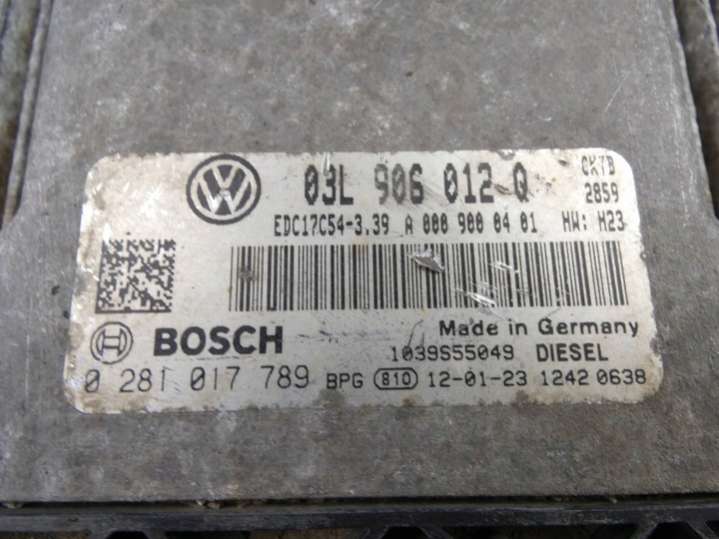 03L 906 012 Q CX7B
2859
EDC17C54-3.39 A 000 900 04 01 HW: H23
BOSCH Made in Germany
1039S55049 DIESEL
0 281 017 789 BPG 810 12-01-23 1242 0638